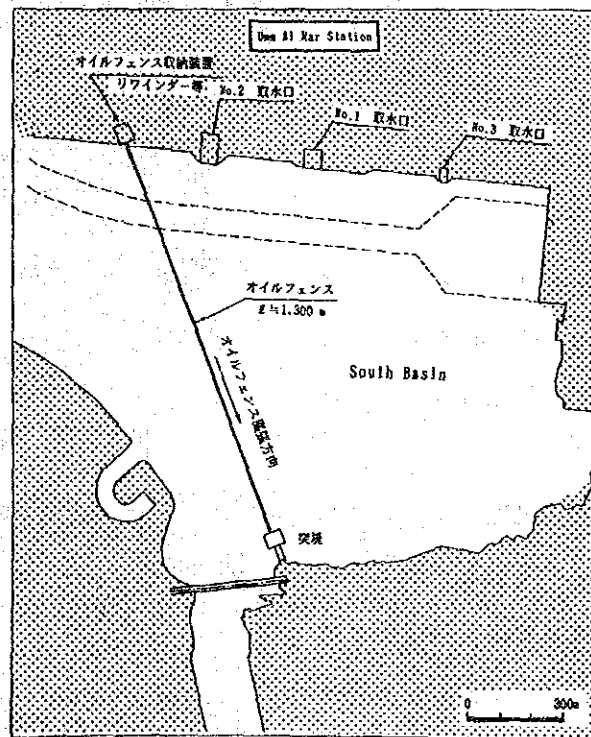 Umm Al Nar Station
オイルフェンス収納装置
リワインダー等
No.2 取水口
No.1 取水口
No.3 取水口
オイルフェンス
ℓ≒1,300 m
オイルフェンス展張方向
South Basin
突堤
0 300m